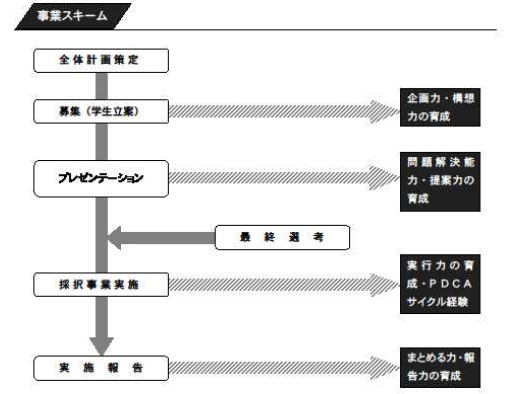 事業スキーム
全体計画策定
募集（学生立案）
企画力・構想
力の育成
プレゼンテーション
問題解決能
力・提案力の
育成
最終選考
採択事業実施
実行力の育
成・ＰＤＣＡ
サイクル経験
実施報告
まとめる力・報
告力の育成